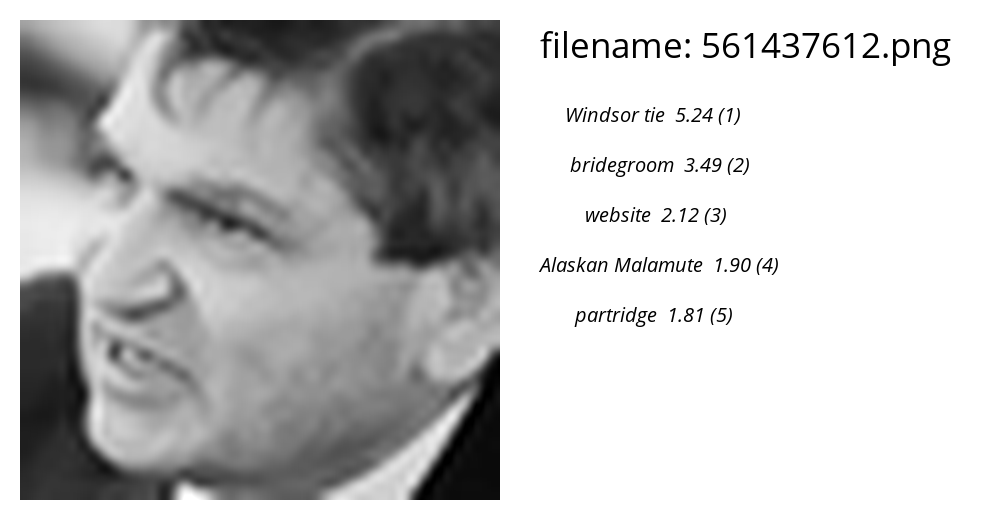 filename: 561437612.png
Windsor tie 5.24 (1)
bridegroom 3.49 (2)
website 2.12 (3)
Alaskan Malamute 1.90 (4)
partridge 1.81 (5)